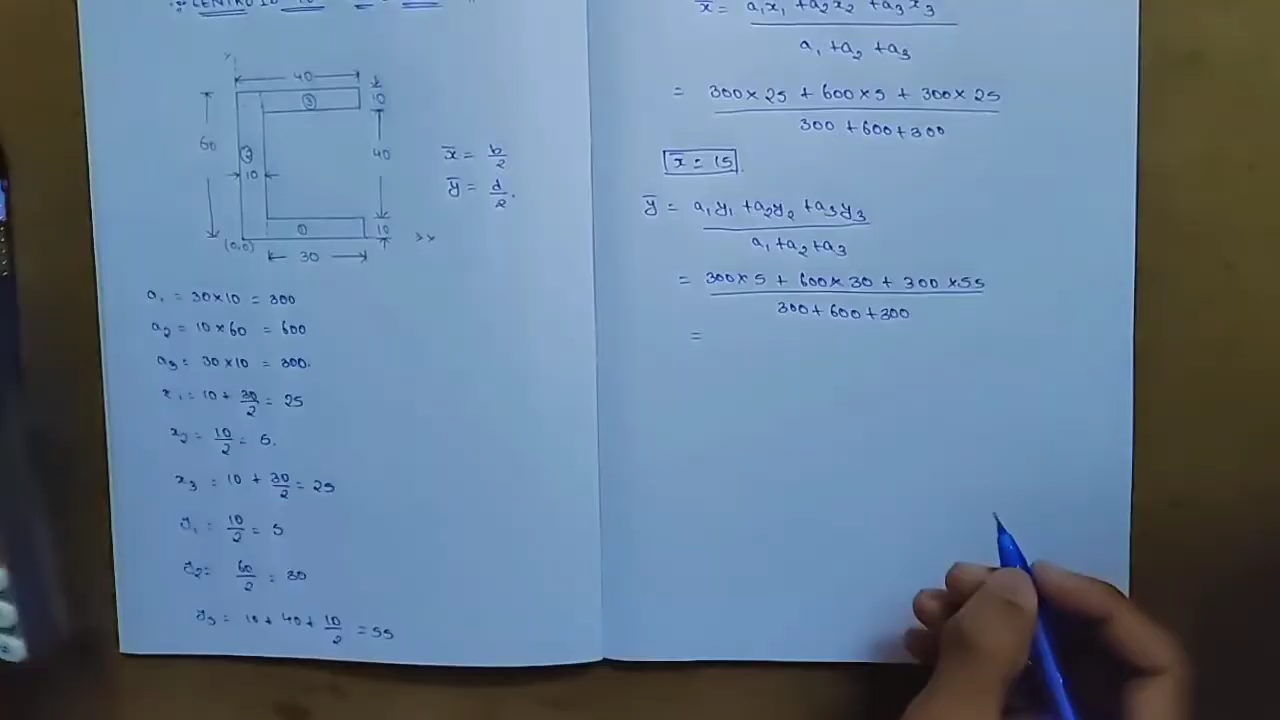 40
③
10
60
②
10
40
①
10
(0,0)
30
x̄ = b/2
ȳ = d/2.
a₁ = 30×10 = 300
a₂ = 10×60 = 600
a₃ = 30×10 = 300.
x₁ = 10 + 30/2 = 25
x₂ = 10/2 = 5.
x₃ = 10 + 30/2 = 25
y₁ = 10/2 = 5
y₂ = 60/2 = 30
y₃ = 10 + 40 + 10/2 = 55
x̄ = a₁x₁ + a₂x₂ + a₃x₃
a₁ + a₂ + a₃
= 300×25 + 600×5 + 300×25
300 + 600 + 300
x̄ = 15.
ȳ = a₁y₁ + a₂y₂ + a₃y₃
a₁ + a₂ + a₃
= 300×5 + 600×30 + 300×55
300 + 600 + 300
=